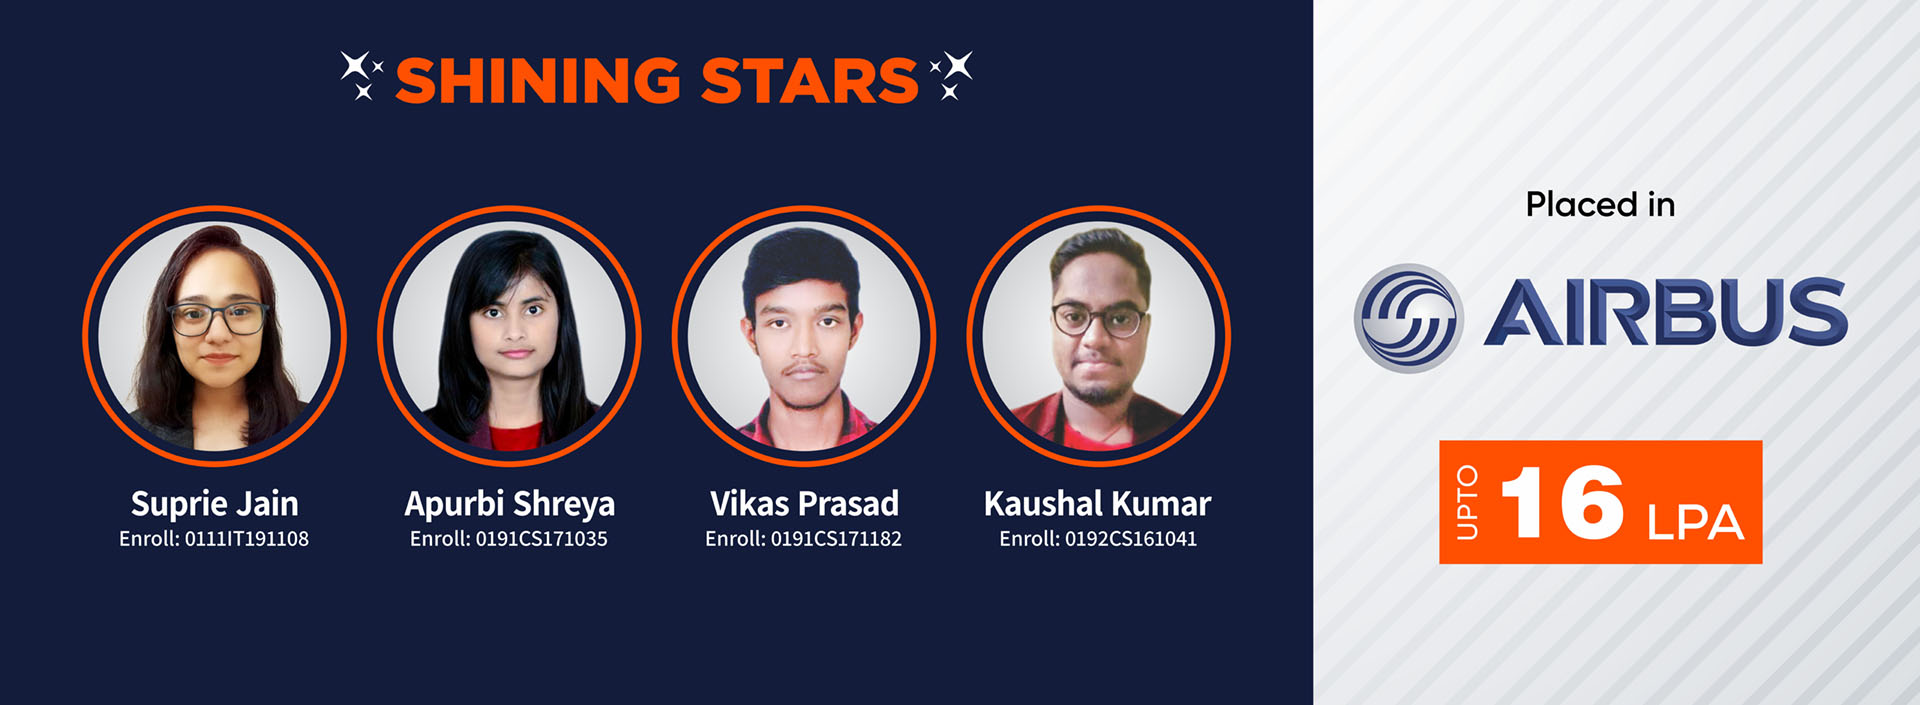 SHINING STARS
Suprie Jain
Enroll: 0111IT191108
Apurbi Shreya
Enroll: 0191CS171035
Vikas Prasad
Enroll: 0191CS171182
Kaushal Kumar
Enroll: 0192CS161041
Placed in
AIRBUS
UPTO 16 LPA